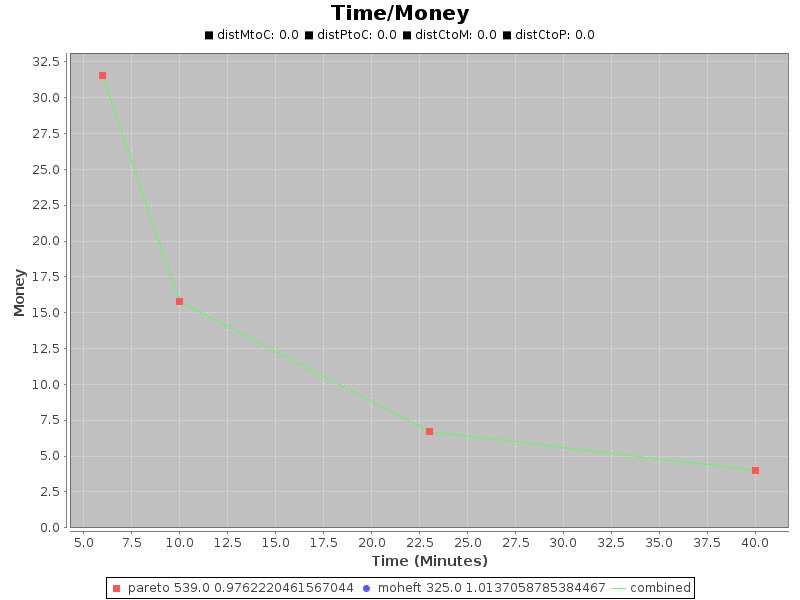 Time/Money
distMtoC: 0.0 distPtoC: 0.0 distCtoM: 0.0 distCtoP: 0.0
32.5
30.0
27.5
25.0
22.5
20.0
17.5
15.0
12.5
10.0
7.5
5.0
2.5
0.0
Money
5.0 7.5 10.0 12.5 15.0 17.5 20.0 22.5 25.0 27.5 30.0 32.5 35.0 37.5 40.0
Time (Minutes)
pareto 539.0 0.9762220461567044 moheft 325.0 1.0137058785384467 combined